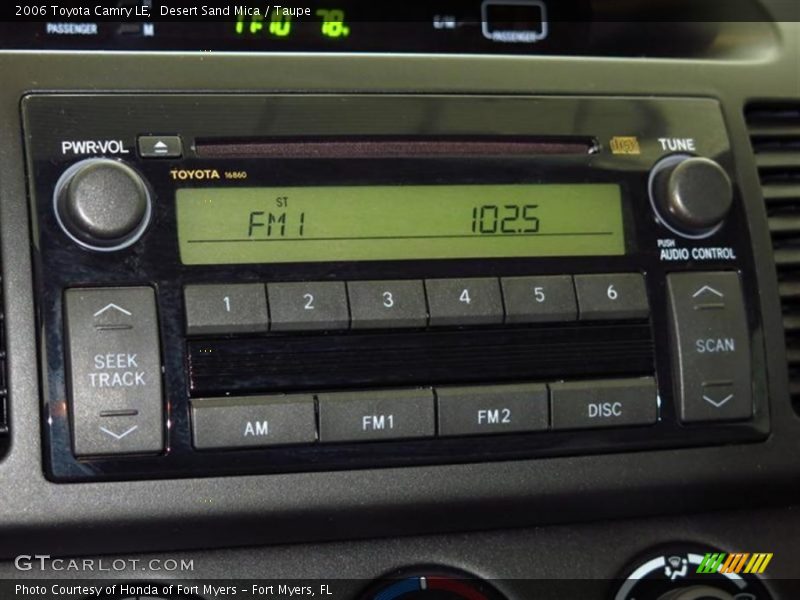 2006 Toyota Camry LE,  Desert Sand Mica / Taupe
PASSENGER
PASSENGER
PWR·VOL
TUNE
TOYOTA 16860
ST
FM1 102.5
PUSH
AUDIO CONTROL
1 2 3 4 5 6
SEEK
TRACK
SCAN
AM FM1 FM2 DISC
GTCARLOT.COM
Photo Courtesy of Honda of Fort Myers - Fort Myers, FL